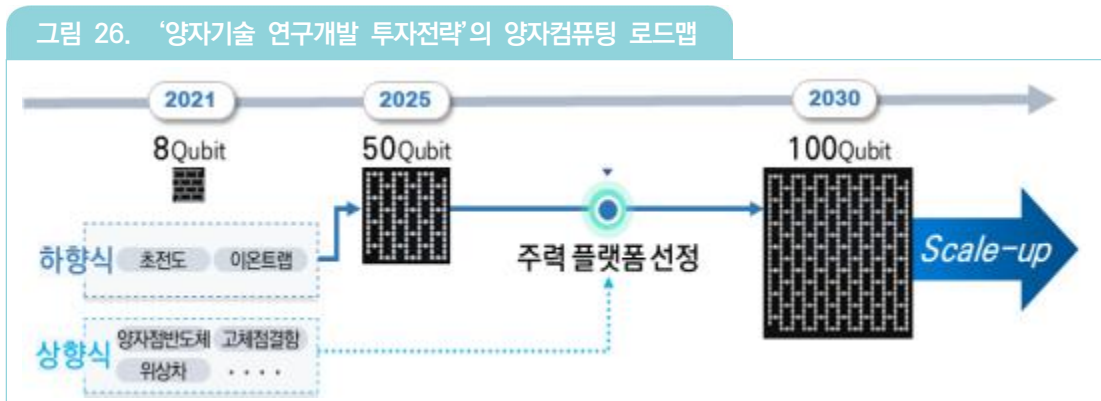 그림 26. ‘양자기술 연구개발 투자전략’의 양자컴퓨팅 로드맵
2021 2025 2030
8Qubit 50Qubit 100Qubit
하향식 초전도 이온트랩
주력 플랫폼 선정
Scale-up
상향식 양자점반도체 고체점결함
위상차 ....